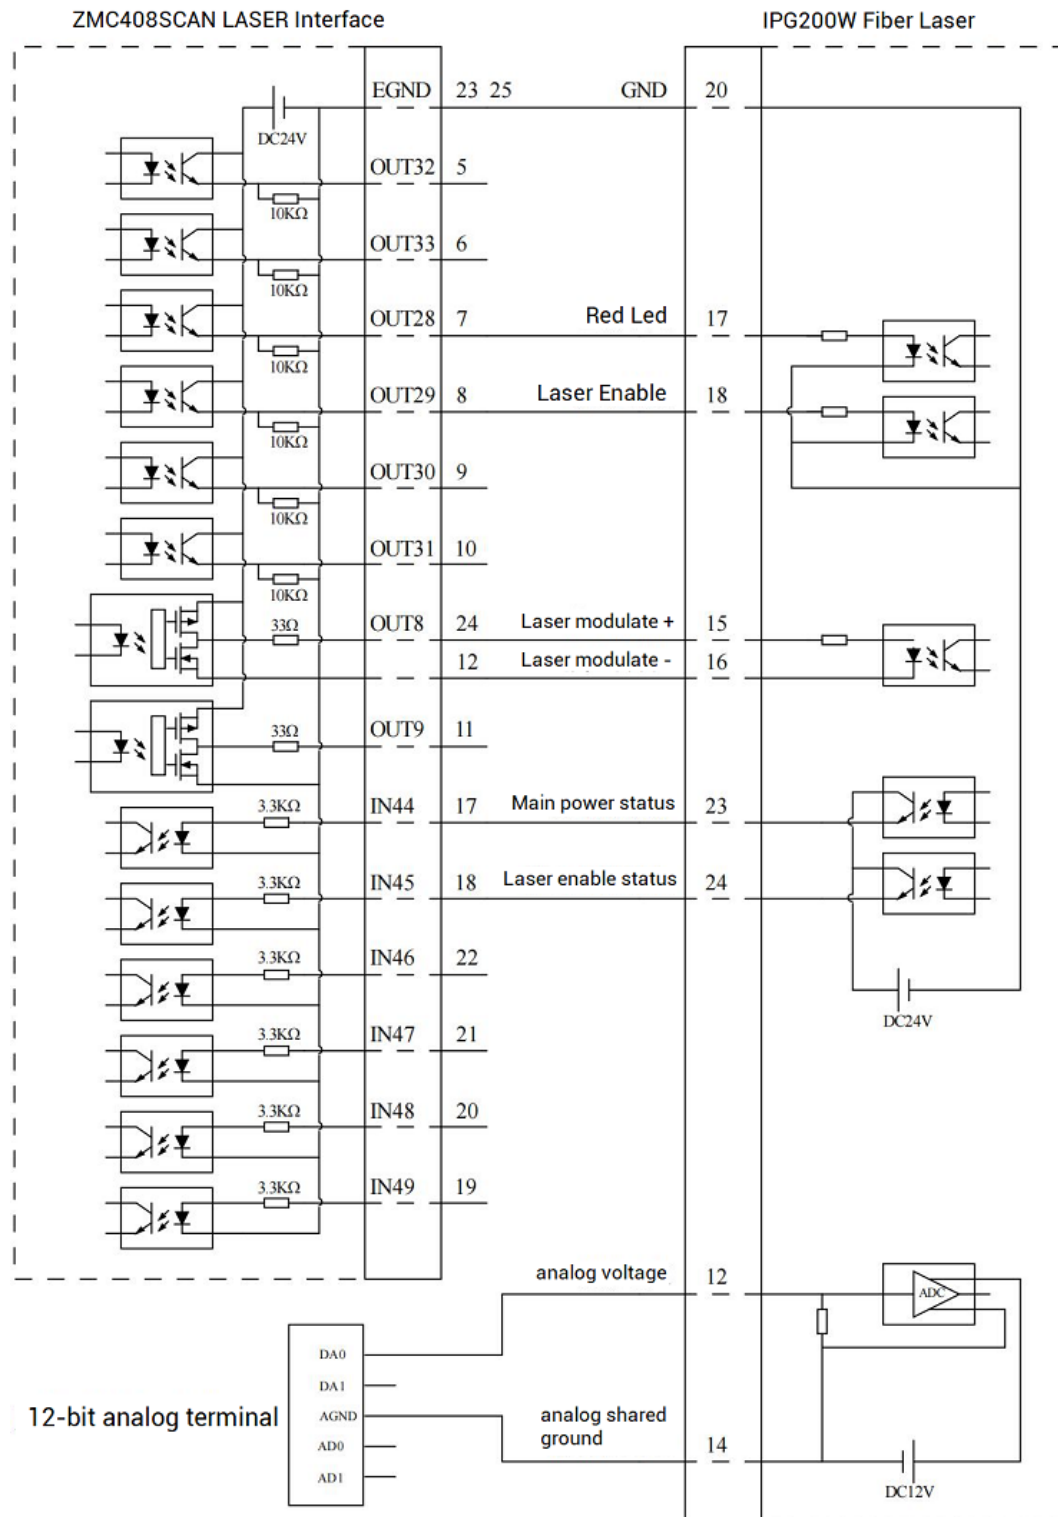 ZMC408SCAN LASER Interface
IPG200W Fiber Laser
EGND 23 25 GND 20
DC24V
OUT32 5
10KΩ
OUT33 6
10KΩ
OUT28 7 Red Led 17
10KΩ
OUT29 8 Laser Enable 18
10KΩ
OUT30 9
10KΩ
OUT31 10
10KΩ
33Ω OUT8 24 Laser modulate + 15
12 Laser modulate - 16
33Ω OUT9 11
3.3KΩ IN44 17 Main power status 23
3.3KΩ IN45 18 Laser enable status 24
3.3KΩ IN46 22
DC24V
3.3KΩ IN47 21
3.3KΩ IN48 20
3.3KΩ IN49 19
analog voltage 12
ADC
DA0
DA1
12-bit analog terminal
AGND
AD0
AD1
analog shared
ground
14
DC12V